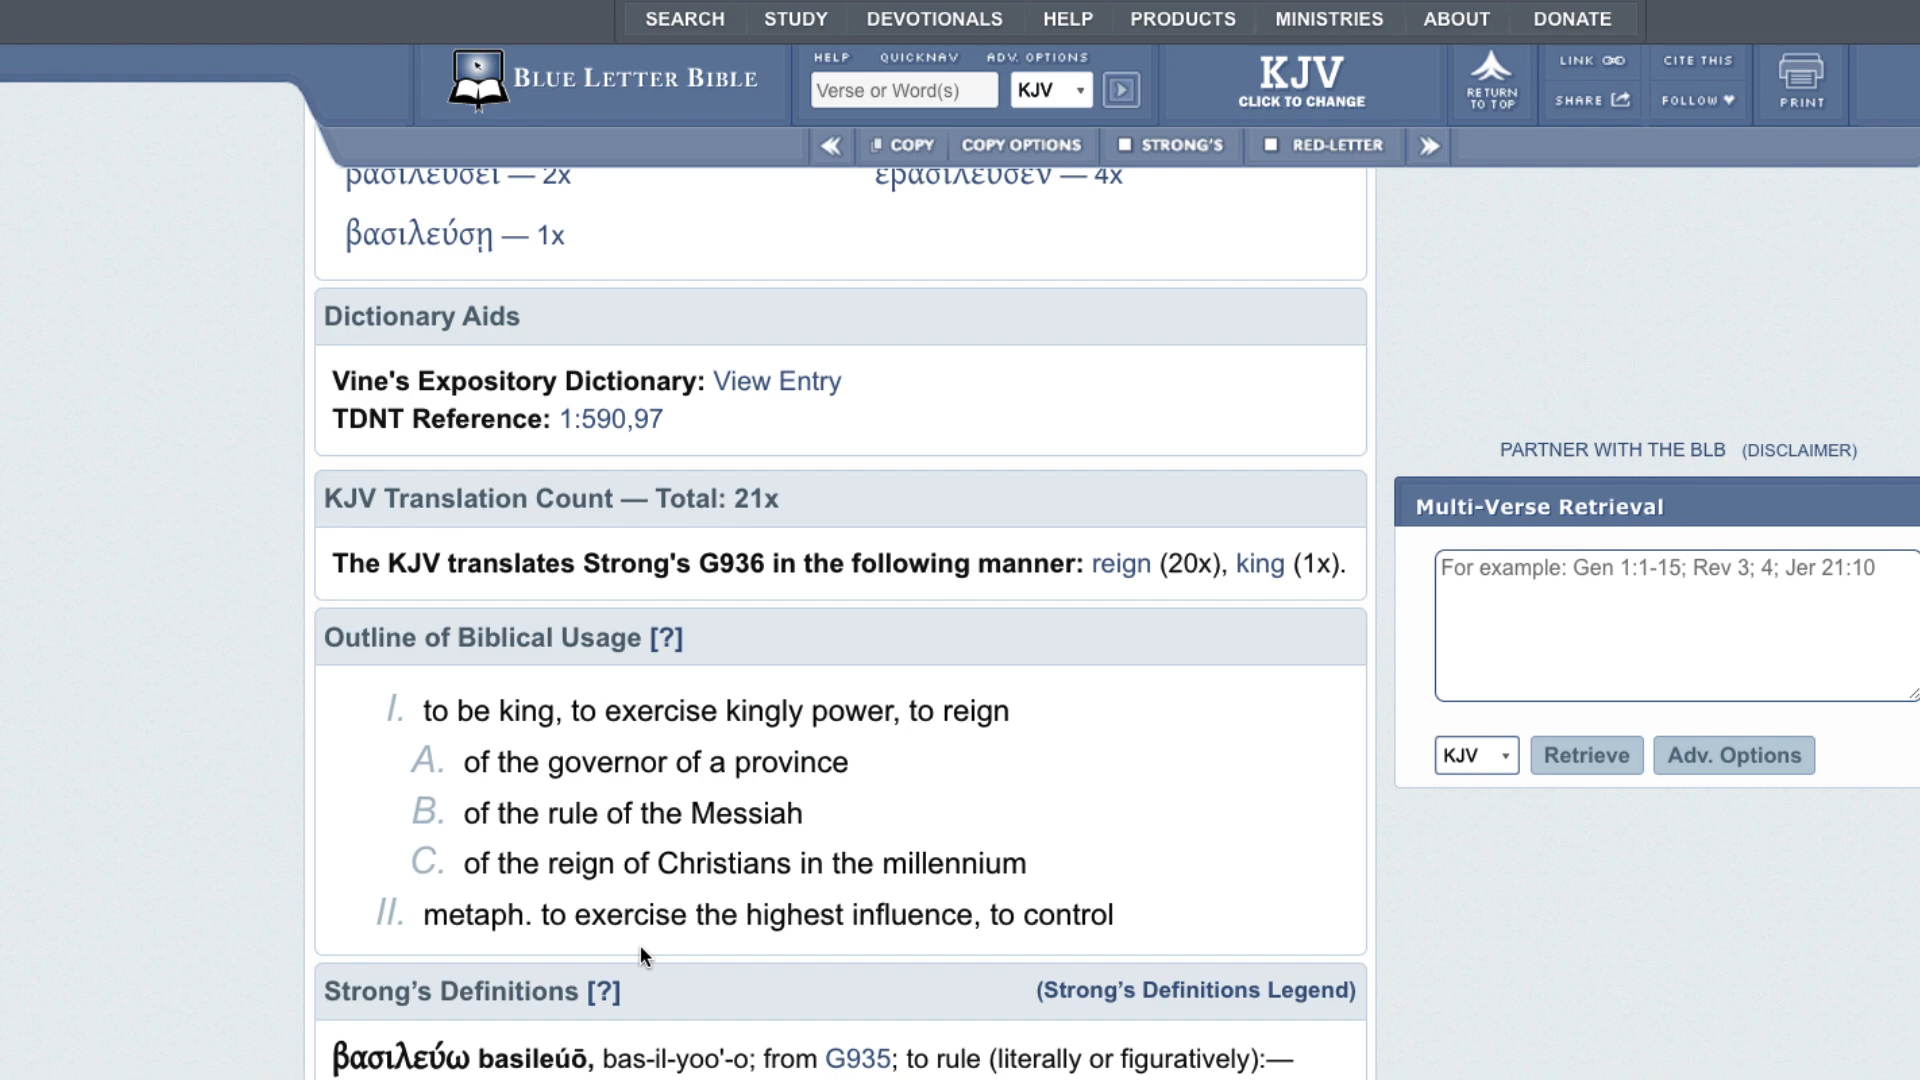 SEARCH STUDY DEVOTIONALS HELP PRODUCTS MINISTRIES ABOUT DONATE
BLUE LETTER BIBLE
HELP QUICKNAV ADV. OPTIONS
Verse or Word(s) KJV
KJV
CLICK TO CHANGE
RETURN
TO TOP
LINK
SHARE
CITE THIS
FOLLOW
PRINT
COPY COPY OPTIONS STRONG'S RED-LETTER
— 2x
— 4x
βασιλεύσῃ — 1x
Dictionary Aids
Vine's Expository Dictionary: View Entry
TDNT Reference: 1:590,97
KJV Translation Count — Total: 21x
The KJV translates Strong's G936 in the following manner: reign (20x), king (1x).
Outline of Biblical Usage [?]
I. to be king, to exercise kingly power, to reign
A. of the governor of a province
B. of the rule of the Messiah
C. of the reign of Christians in the millennium
II. metaph. to exercise the highest influence, to control
Strong’s Definitions [?] (Strong’s Definitions Legend)
βασιλεύω basileúō, bas-il-yoo'-o; from G935; to rule (literally or figuratively):—
PARTNER WITH THE BLB (DISCLAIMER)
Multi-Verse Retrieval
For example: Gen 1:1-15; Rev 3; 4; Jer 21:10
KJV Retrieve Adv. Options